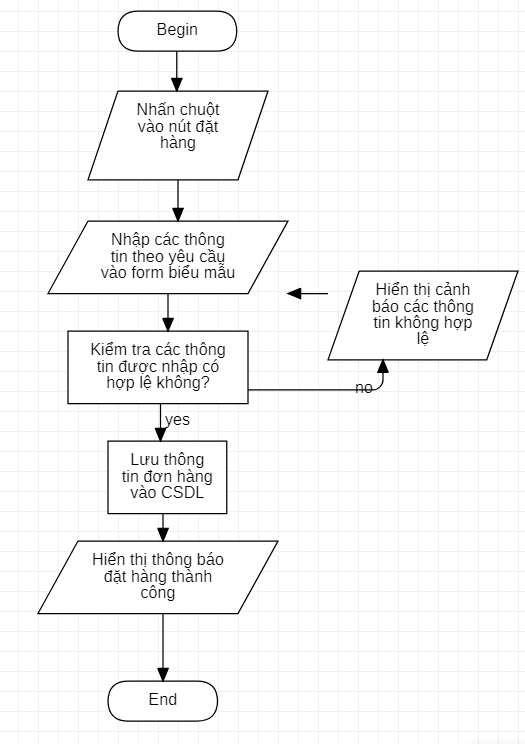 Begin
Nhấn chuột
vào nút đặt
hàng
Nhập các thông
tin theo yêu cầu
vào form biểu mẫu
Hiển thị cảnh
báo các thông
tin không hợp
lệ
Kiểm tra các thông
tin được nhập có
hợp lệ không?
no
yes
Lưu thông
tin đơn hàng
vào CSDL
Hiển thị thông báo
đặt hàng thành
công
End